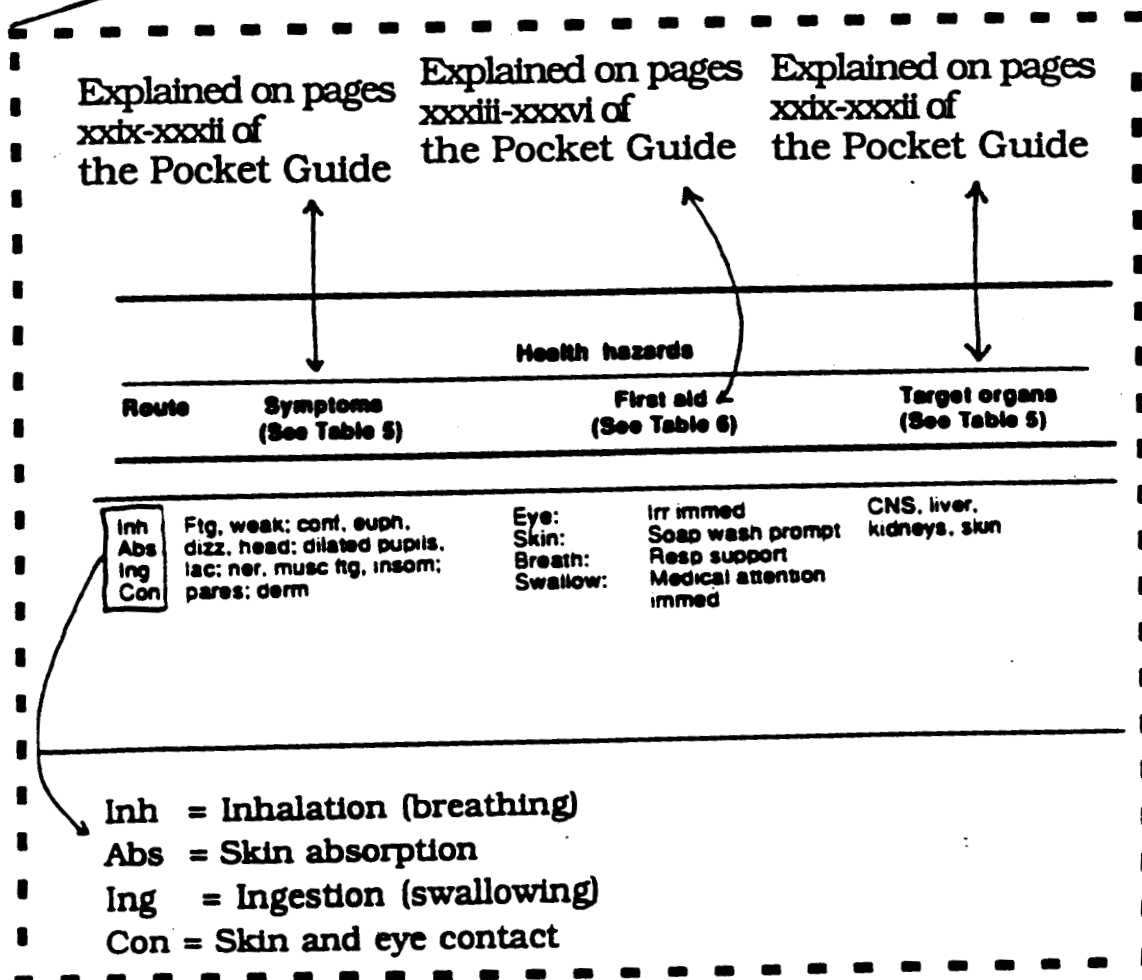 Explained on pages
xxix-xxxii of
the Pocket Guide
Explained on pages
xxxiii-xxxvi of
the Pocket Guide
Explained on pages
xxix-xxxii of
the Pocket Guide
Health hazards
Route
Symptoms
(See Table 5)
First aid
(See Table 6)
Target organs
(See Table 5)
Inh
Abs
Ing
Con
Ftg, weak; conf, euph,
dizz, head; dilated pupils,
lac; ner, musc ftg, insom;
pares; derm
Eye: Irr immed
Skin: Soap wash prompt
Breath: Resp support
Swallow: Medical attention
immed
CNS, liver,
kidneys, skin
Inh = Inhalation (breathing)
Abs = Skin absorption
Ing = Ingestion (swallowing)
Con = Skin and eye contact